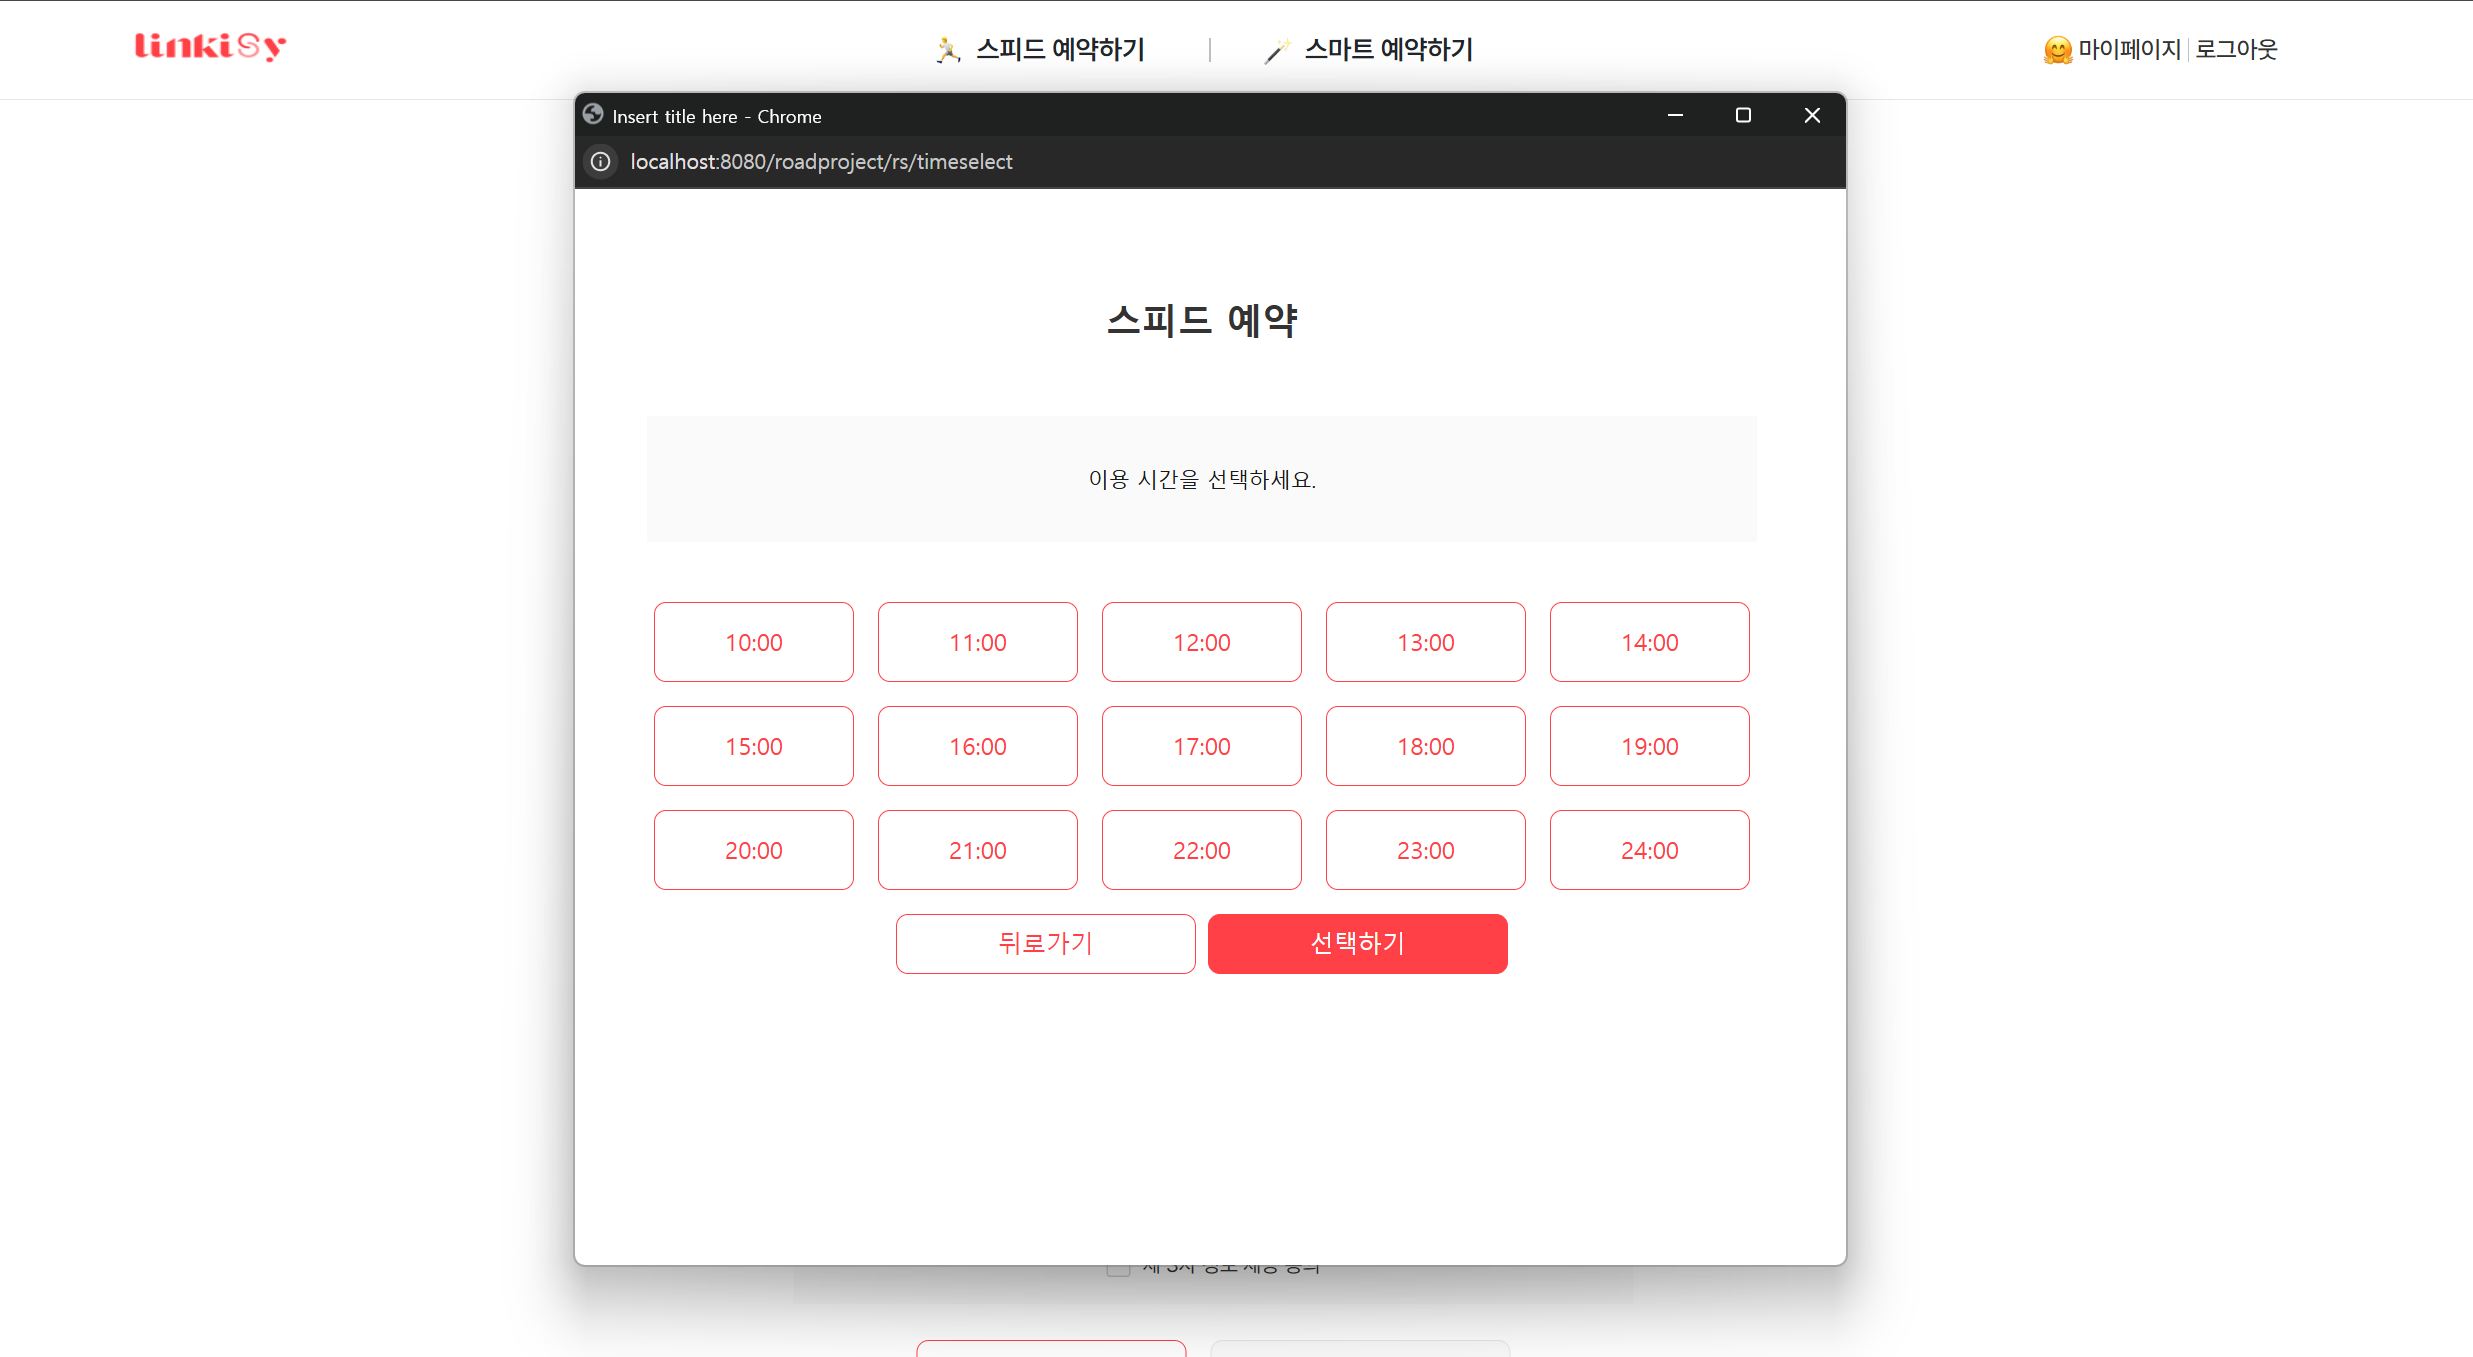 linkiSy
스피드 예약하기
스마트 예약하기
마이페이지 로그아웃
Insert title here - Chrome
localhost:8080/roadproject/rs/timeselect
스피드 예약
이용 시간을 선택하세요.
10:00 11:00 12:00 13:00 14:00
15:00 16:00 17:00 18:00 19:00
20:00 21:00 22:00 23:00 24:00
뒤로가기 선택하기